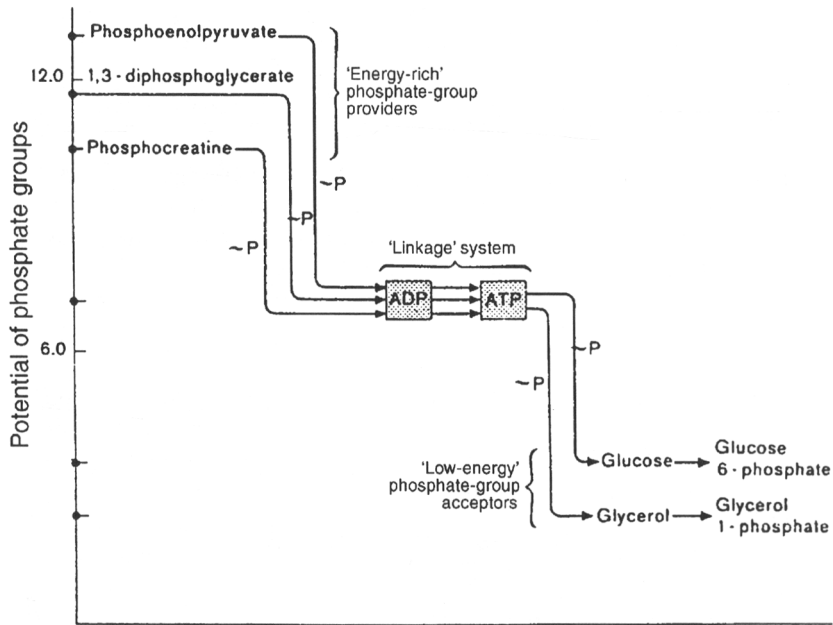 Potential of phosphate groups
12.0
6.0
Phosphoenolpyruvate
1,3 - diphosphoglycerate
Phosphocreatine
'Energy-rich'
phosphate-group
providers
~P
~P
~P
'Linkage' system
ADP
ATP
~P
~P
'Low-energy'
phosphate-group
acceptors
Glucose
Glucose
6 - phosphate
Glycerol
Glycerol
1 - phosphate